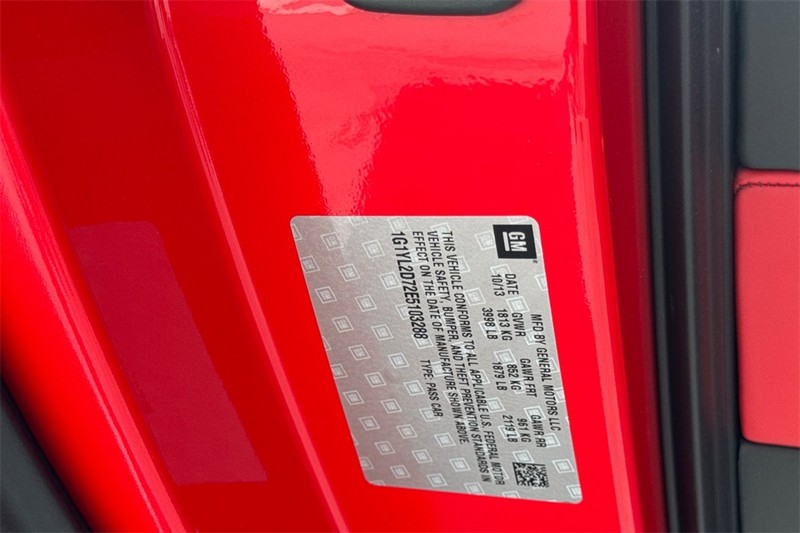 GM
MFD BY GENERAL MOTORS LLC
DATE GVWR GAWR FRT GAWR RR
10/13 1813 KG 852 KG 961 KG
3998 LB 1879 LB 2119 LB
THIS VEHICLE CONFORMS TO ALL APPLICABLE U.S. FEDERAL MOTOR
VEHICLE SAFETY, BUMPER, AND THEFT PREVENTION STANDARDS IN
EFFECT ON THE DATE OF MANUFACTURE SHOWN ABOVE.
1G1YL2D72E5103288 TYPE: PASS CAR